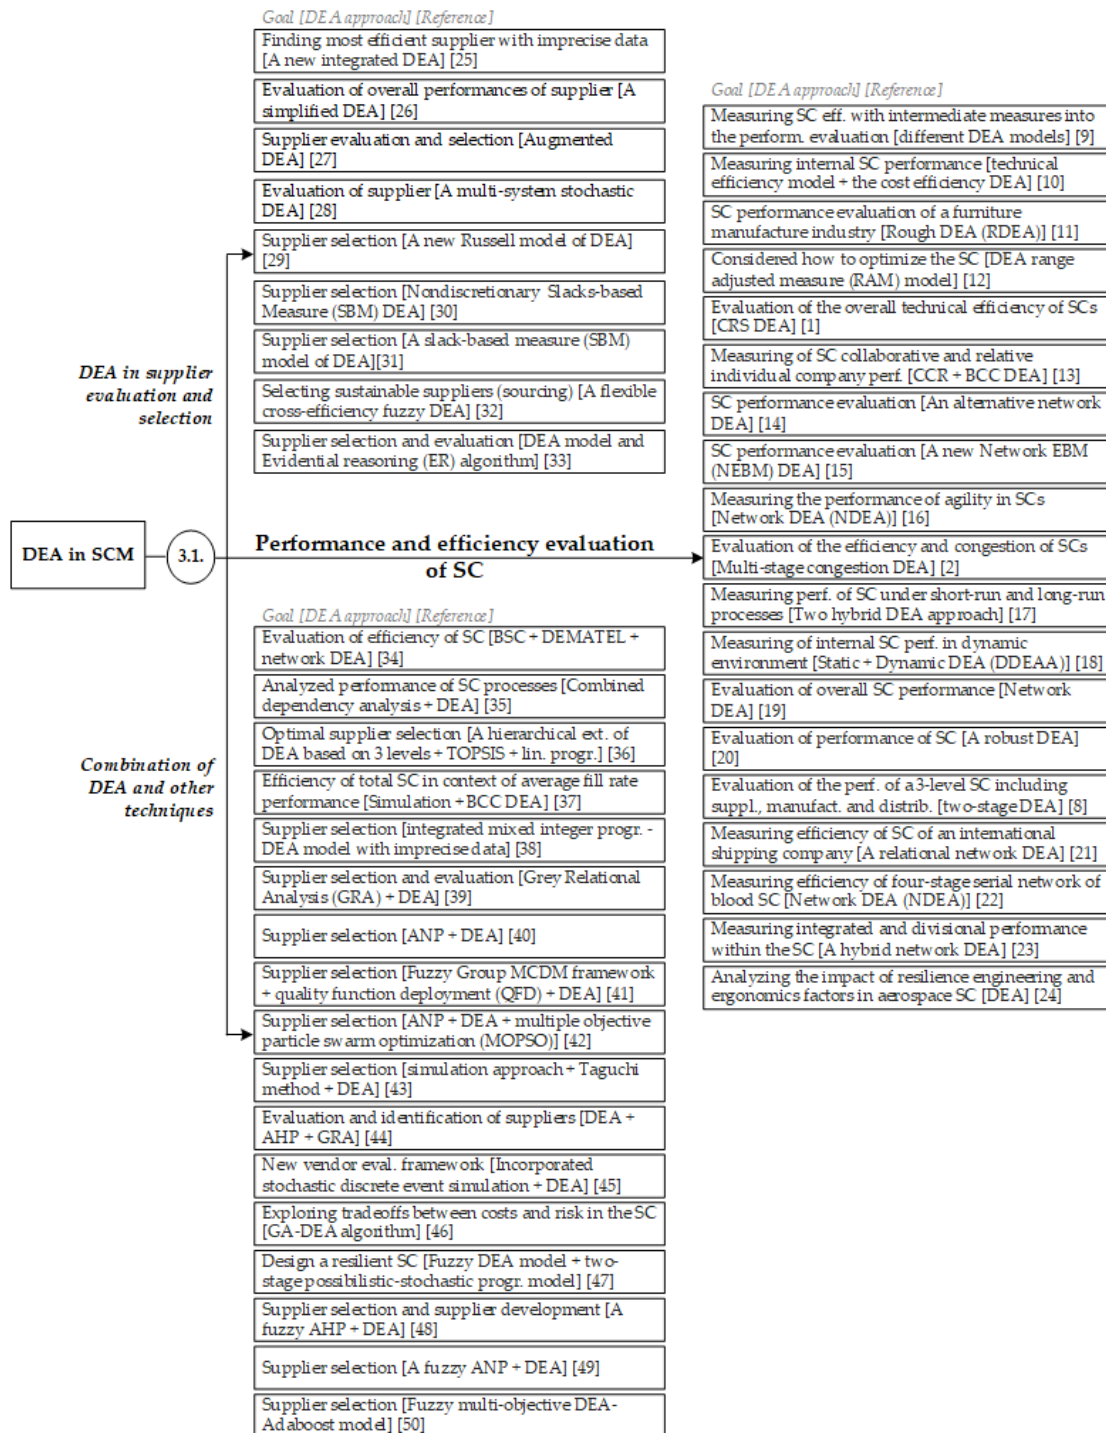 Goal [DEA approach] [Reference]
Finding most efficient supplier with imprecise data
[A new integrated DEA] [25]
Evaluation of overall performances of supplier [A
simplified DEA] [26]
Supplier evaluation and selection [Augmented
DEA] [27]
Evaluation of supplier [A multi-system stochastic
DEA] [28]
Supplier selection [A new Russell model of DEA]
[29]
Supplier selection [Nondiscretionary Slacks-based
Measure (SBM) DEA] [30]
Supplier selection [A slack-based measure (SBM)
model of DEA][31]
Selecting sustainable suppliers (sourcing) [A flexible
cross-efficiency fuzzy DEA] [32]
Supplier selection and evaluation [DEA model and
Evidential reasoning (ER) algorithm] [33]
DEA in supplier
evaluation and
selection
DEA in SCM
3.1.
Performance and efficiency evaluation
of SC
Goal [DEA approach] [Reference]
Measuring SC eff. with intermediate measures into
the perform. evaluation [different DEA models] [9]
Measuring internal SC performance [technical
efficiency model + the cost efficiency DEA] [10]
SC performance evaluation of a furniture
manufacture industry [Rough DEA (RDEA)] [11]
Considered how to optimize the SC [DEA range
adjusted measure (RAM) model] [12]
Evaluation of the overall technical efficiency of SCs
[CRS DEA] [1]
Measuring of SC collaborative and relative
individual company perf. [CCR + BCC DEA] [13]
SC performance evaluation [An alternative network
DEA] [14]
SC performance evaluation [A new Network EBM
(NEBM) DEA] [15]
Measuring the performance of agility in SCs
[Network DEA (NDEA)] [16]
Evaluation of the efficiency and congestion of SCs
[Multi-stage congestion DEA] [2]
Measuring perf. of SC under short-run and long-run
processes [Two hybrid DEA approach] [17]
Measuring of internal SC perf. in dynamic
environment [Static + Dynamic DEA (DDEAA)] [18]
Evaluation of overall SC performance [Network
DEA] [19]
Evaluation of performance of SC [A robust DEA]
[20]
Evaluation of the perf. of a 3-level SC including
suppl., manufact. and distrib. [two-stage DEA] [8]
Measuring efficiency of SC of an international
shipping company [A relational network DEA] [21]
Measuring efficiency of four-stage serial network of
blood SC [Network DEA (NDEA)] [22]
Measuring integrated and divisional performance
within the SC [A hybrid network DEA] [23]
Analyzing the impact of resilience engineering and
ergonomics factors in aerospace SC [DEA] [24]
Combination of
DEA and other
techniques
Goal [DEA approach] [Reference]
Evaluation of efficiency of SC [BSC + DEMATEL +
network DEA] [34]
Analyzed performance of SC processes [Combined
dependency analysis + DEA] [35]
Optimal supplier selection [A hierarchical ext. of
DEA based on 3 levels + TOPSIS + lin. progr.] [36]
Efficiency of total SC in context of average fill rate
performance [Simulation + BCC DEA] [37]
Supplier selection [integrated mixed integer progr. -
DEA model with imprecise data] [38]
Supplier selection and evaluation [Grey Relational
Analysis (GRA) + DEA] [39]
Supplier selection [ANP + DEA] [40]
Supplier selection [Fuzzy Group MCDM framework
+ quality function deployment (QFD) + DEA] [41]
Supplier selection [ANP + DEA + multiple objective
particle swarm optimization (MOPSO)] [42]
Supplier selection [simulation approach + Taguchi
method + DEA] [43]
Evaluation and identification of suppliers [DEA +
AHP + GRA] [44]
New vendor eval. framework [Incorporated
stochastic discrete event simulation + DEA] [45]
Exploring tradeoffs between costs and risk in the SC
[GA-DEA algorithm] [46]
Design a resilient SC [Fuzzy DEA model + two-
stage possibilistic-stochastic progr. model] [47]
Supplier selection and supplier development [A
fuzzy AHP + DEA] [48]
Supplier selection [A fuzzy ANP + DEA] [49]
Supplier selection [Fuzzy multi-objective DEA-
Adaboost model] [50]